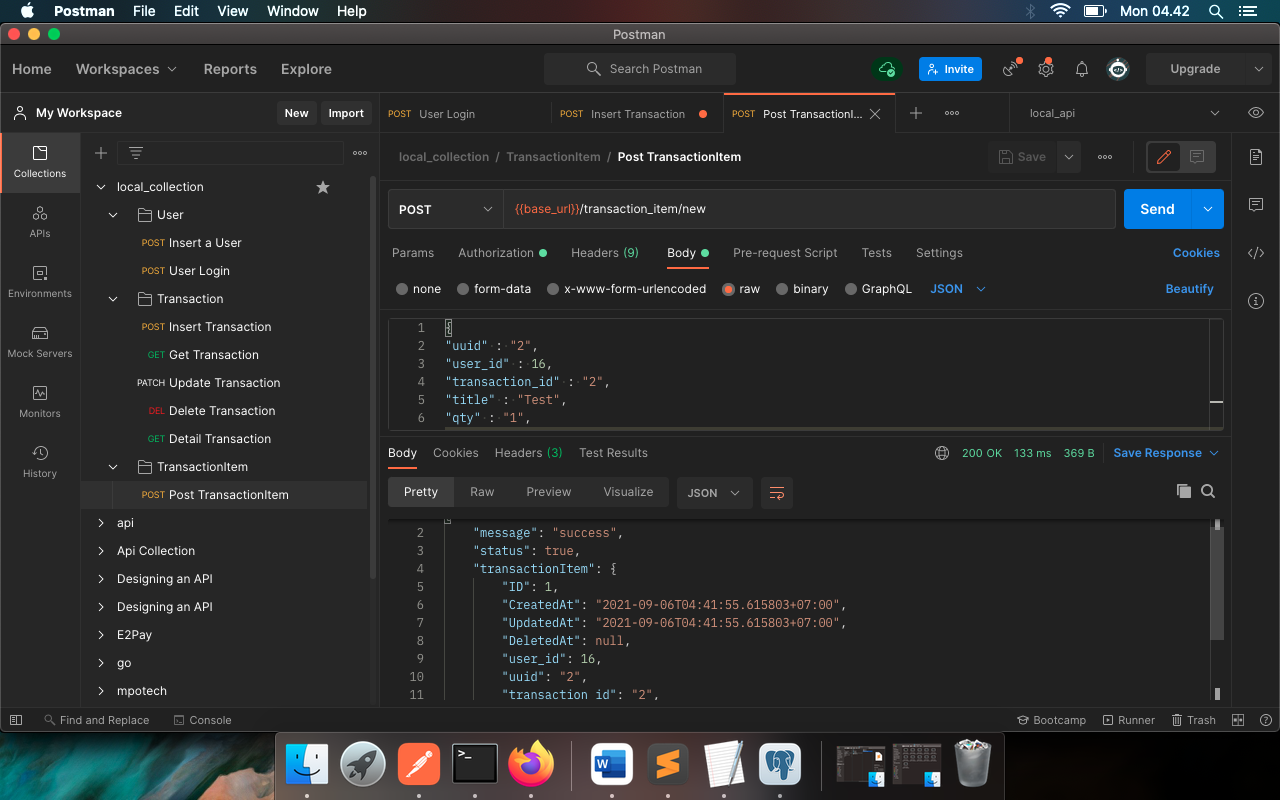 Postman File Edit View Window Help Mon 04.42
Postman
Home Workspaces Reports Explore Search Postman Invite Upgrade
My Workspace New Import
POST User Login POST Insert Transaction POST Post TransactionI... local_api
Collections
APIs
Environments
Mock Servers
Monitors
History
local_collection
User
POST Insert a User
POST User Login
Transaction
POST Insert Transaction
GET Get Transaction
PATCH Update Transaction
DEL Delete Transaction
GET Detail Transaction
TransactionItem
POST Post TransactionItem
api
Api Collection
Designing an API
Designing an API
E2Pay
go
mpotech
local_collection / TransactionItem / Post TransactionItem Save
POST {{base_url}}/transaction_item/new Send
Params Authorization Headers (9) Body Pre-request Script Tests Settings Cookies
none form-data x-www-form-urlencoded raw binary GraphQL JSON Beautify
1 {
2 "uuid" : "2",
3 "user_id" : 16,
4 "transaction_id" : "2",
5 "title" : "Test",
6 "qty" : "1",
Body Cookies Headers (3) Test Results 200 OK 133 ms 369 B Save Response
Pretty Raw Preview Visualize JSON
2 "message": "success",
3 "status": true,
4 "transactionItem": {
5 "ID": 1,
6 "CreatedAt": "2021-09-06T04:41:55.615803+07:00",
7 "UpdatedAt": "2021-09-06T04:41:55.615803+07:00",
8 "DeletedAt": null,
9 "user_id": 16,
10 "uuid": "2",
11 "transaction_id": "2",
Find and Replace Console Bootcamp Runner Trash
>_
W